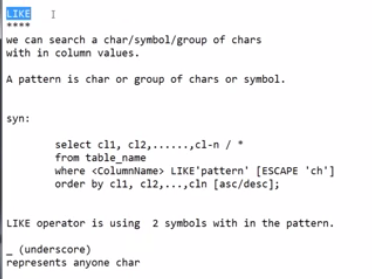 LIKE
****
we can search a char/symbol/group of chars
with in column values.
A pattern is char or group of chars or symbol.
syn:
select cl1, cl2,......,cl-n / *
from table_name
where <ColumnName> LIKE'pattern' [ESCAPE 'ch']
order by cl1, cl2,...,cln [asc/desc];
LIKE operator is using  2 symbols with in the pattern.
_ (underscore)
represents anyone char